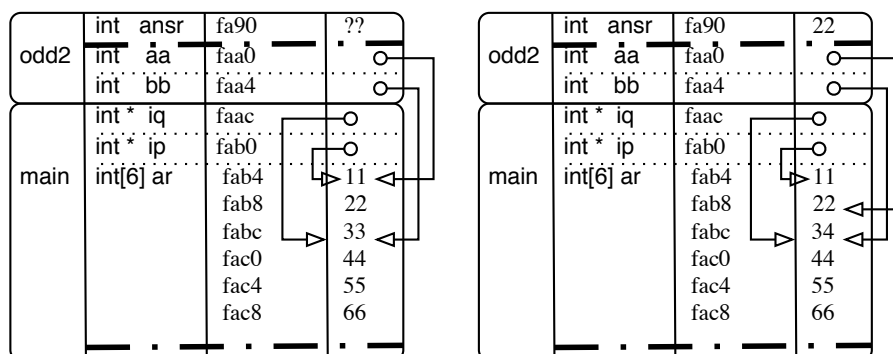 int ansr fa90 ??
odd2 int aa faa0
int bb faa4
int * iq faac
int * ip fab0
main int[6] ar fab4 11
fab8 22
fabc 33
fac0 44
fac4 55
fac8 66
int ansr fa90 22
odd2 int aa faa0
int bb faa4
int * iq faac
int * ip fab0
main int[6] ar fab4 11
fab8 22
fabc 34
fac0 44
fac4 55
fac8 66